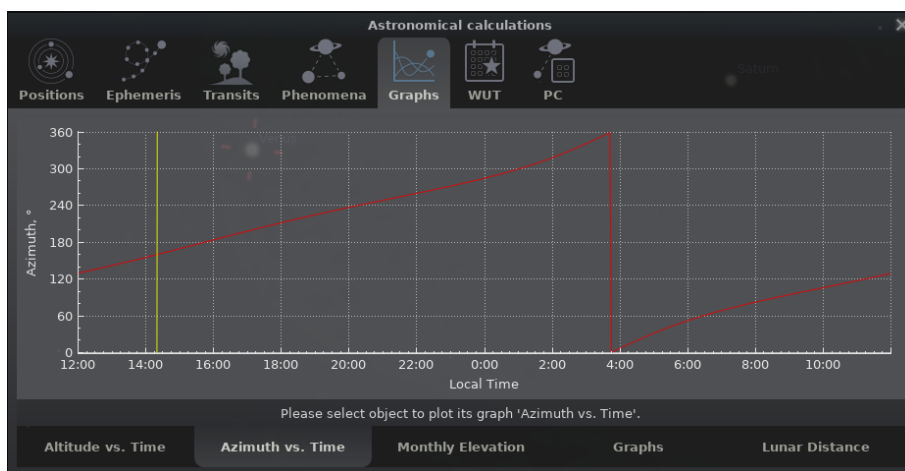 Astronomical calculations
Saturn
Positions Ephemeris Transits Phenomena Graphs WUT PC
360
300
240
180
120
60
0
Azimuth, °
12:00 14:00 16:00 18:00 20:00 22:00 0:00 2:00 4:00 6:00 8:00 10:00
Local Time
Please select object to plot its graph 'Azimuth vs. Time'.
Altitude vs. Time Azimuth vs. Time Monthly Elevation Graphs Lunar Distance